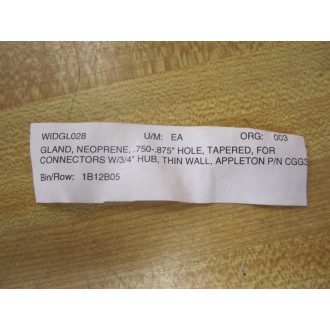 WIDGL028 U/M: EA ORG: 003
GLAND, NEOPRENE, .750-.875" HOLE, TAPERED, FOR
CONNECTORS W/3/4" HUB, THIN WALL, APPLETON P/N CGG3
Bin/Row: 1B12B05